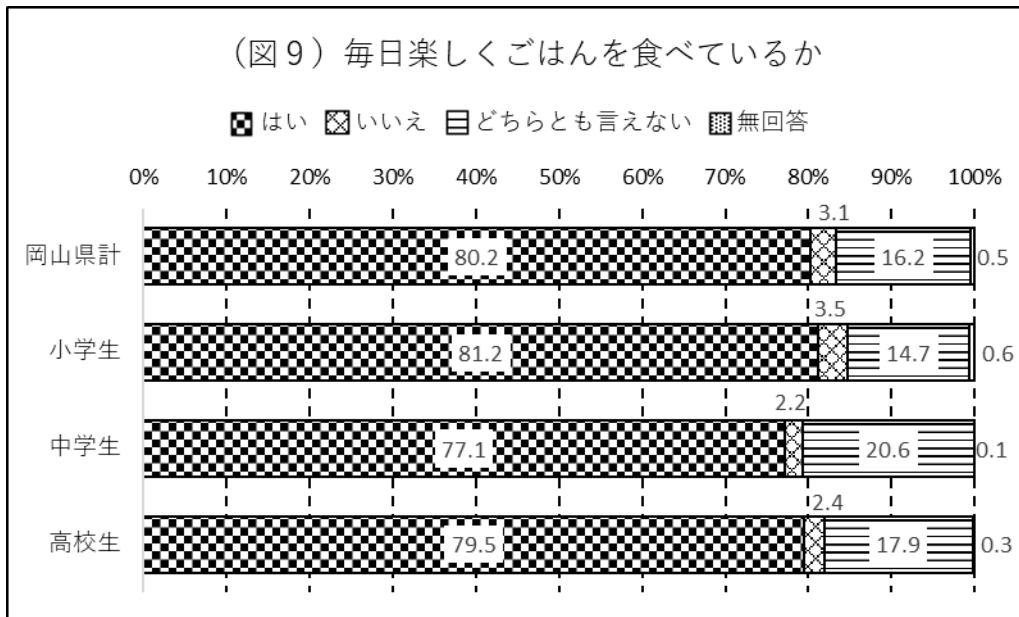 （図９）毎日楽しくごはんを食べているか
はい いいえ どちらとも言えない 無回答
0% 10% 20% 30% 40% 50% 60% 70% 80% 90% 100%
3.1
岡山県計 80.2 16.2 0.5
3.5
小学生 81.2 14.7 0.6
2.2
中学生 77.1 20.6 0.1
2.4
高校生 79.5 17.9 0.3